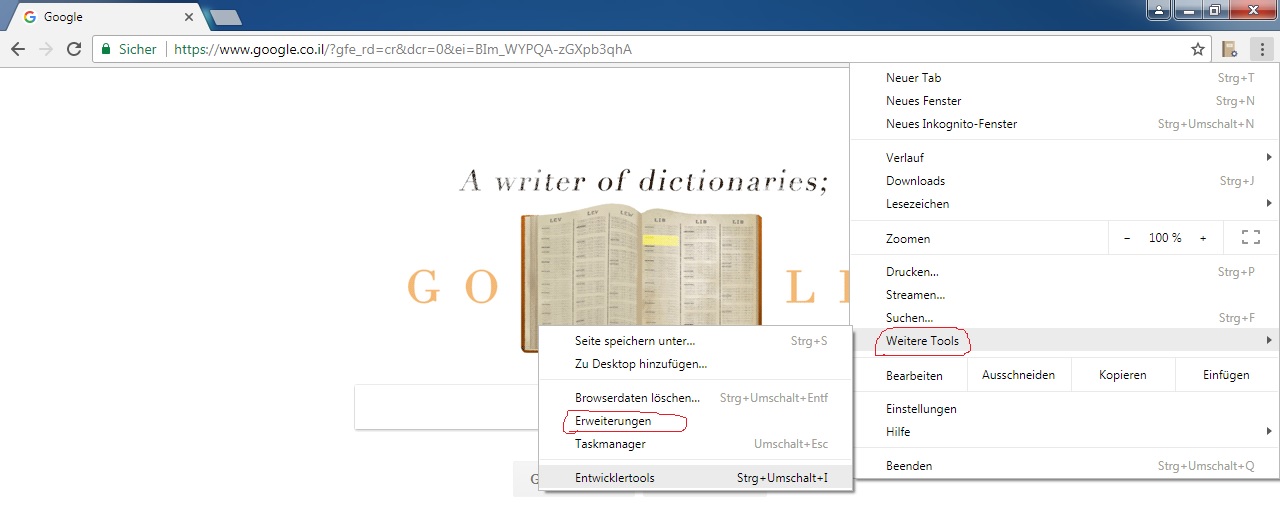 Google
Sicher https://www.google.co.il/?gfe_rd=cr&dcr=0&ei=BIm_WYPQA-zGXpb3qhA
A writer of dictionaries;
LEV LEV LEW LIB LIB LIB
G O L E
Neuer Tab Strg+T
Neues Fenster Strg+N
Neues Inkognito-Fenster Strg+Umschalt+N
Verlauf
Downloads Strg+J
Lesezeichen
Zoomen − 100 % +
Drucken... Strg+P
Streamen...
Suchen... Strg+F
Weitere Tools
Bearbeiten Ausschneiden Kopieren Einfügen
Einstellungen
Hilfe
Beenden Strg+Umschalt+Q
Seite speichern unter... Strg+S
Zu Desktop hinzufügen...
Browserdaten löschen... Strg+Umschalt+Entf
Erweiterungen
Taskmanager Umschalt+Esc
Entwicklertools Strg+Umschalt+I
G